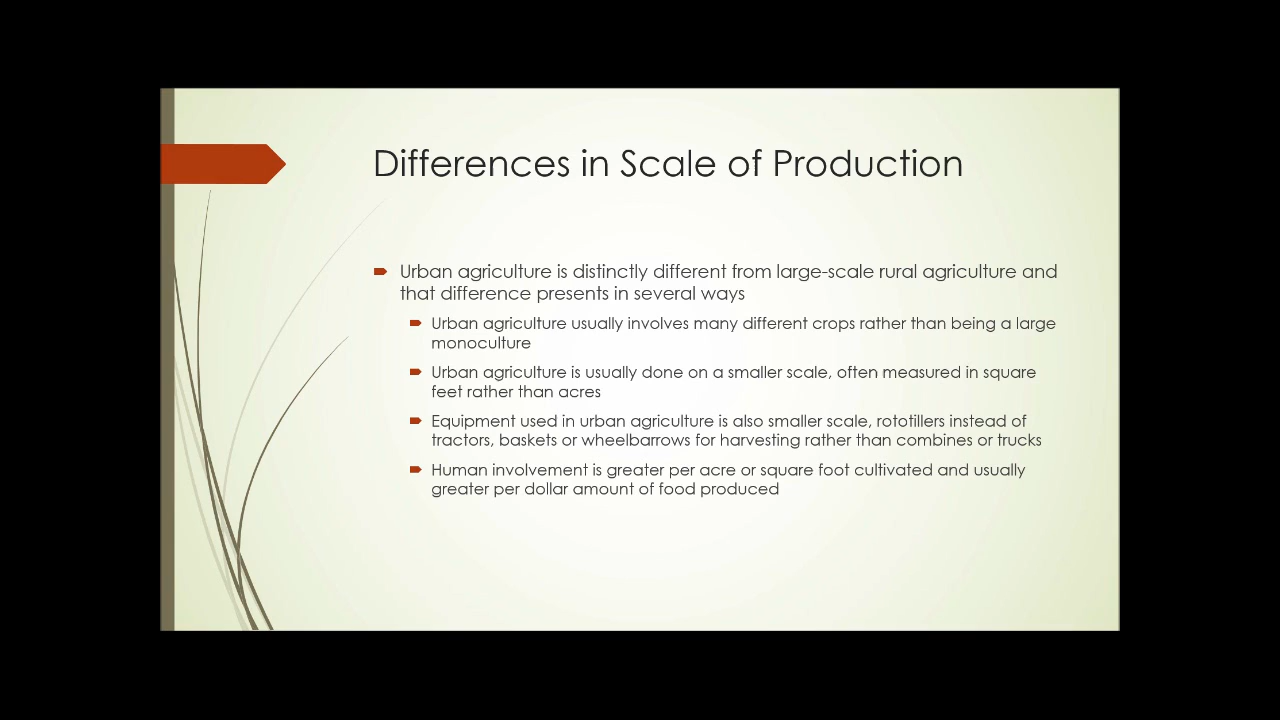 Differences in Scale of Production
Urban agriculture is distinctly different from large-scale rural agriculture and
that difference presents in several ways
Urban agriculture usually involves many different crops rather than being a large
monoculture
Urban agriculture is usually done on a smaller scale, often measured in square
feet rather than acres
Equipment used in urban agriculture is also smaller scale, rototillers instead of
tractors, baskets or wheelbarrows for harvesting rather than combines or trucks
Human involvement is greater per acre or square foot cultivated and usually
greater per dollar amount of food produced